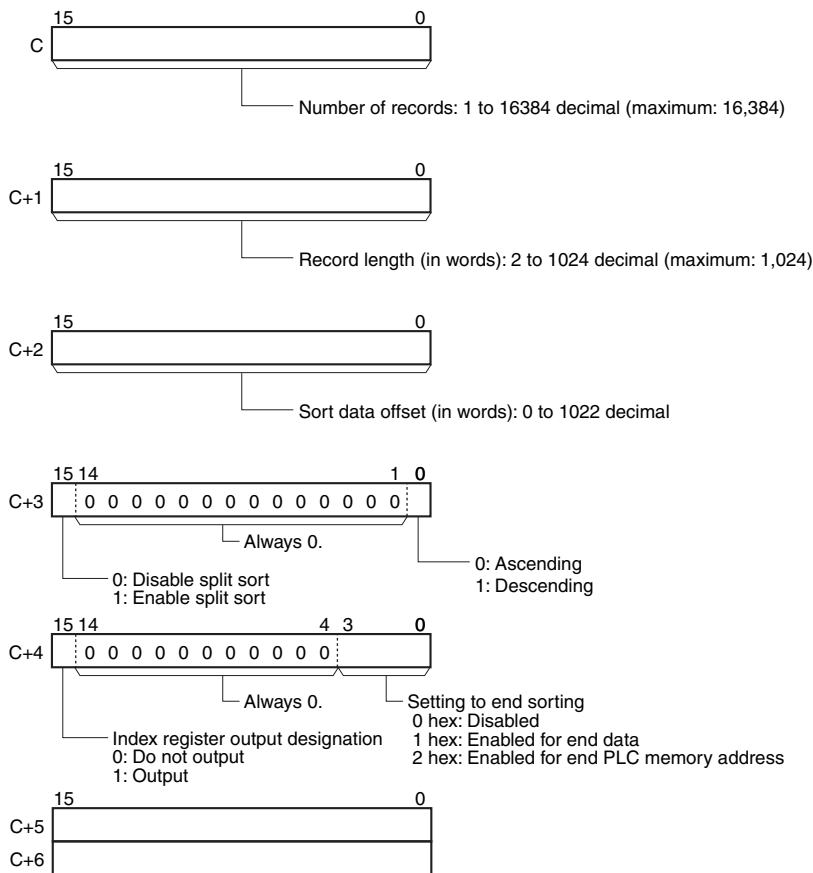 15 0
C
Number of records: 1 to 16384 decimal (maximum: 16,384)
15 0
C+1
Record length (in words): 2 to 1024 decimal (maximum: 1,024)
15 0
C+2
Sort data offset (in words): 0 to 1022 decimal
15 14 1 0
C+3 0 0 0 0 0 0 0 0 0 0 0 0 0 0
Always 0.
0: Ascending
1: Descending
0: Disable split sort
1: Enable split sort
15 14 4 3 0
C+4 0 0 0 0 0 0 0 0 0 0 0
Always 0.
Setting to end sorting
0 hex: Disabled
1 hex: Enabled for end data
2 hex: Enabled for end PLC memory address
Index register output designation
0: Do not output
1: Output
15 0
C+5
C+6